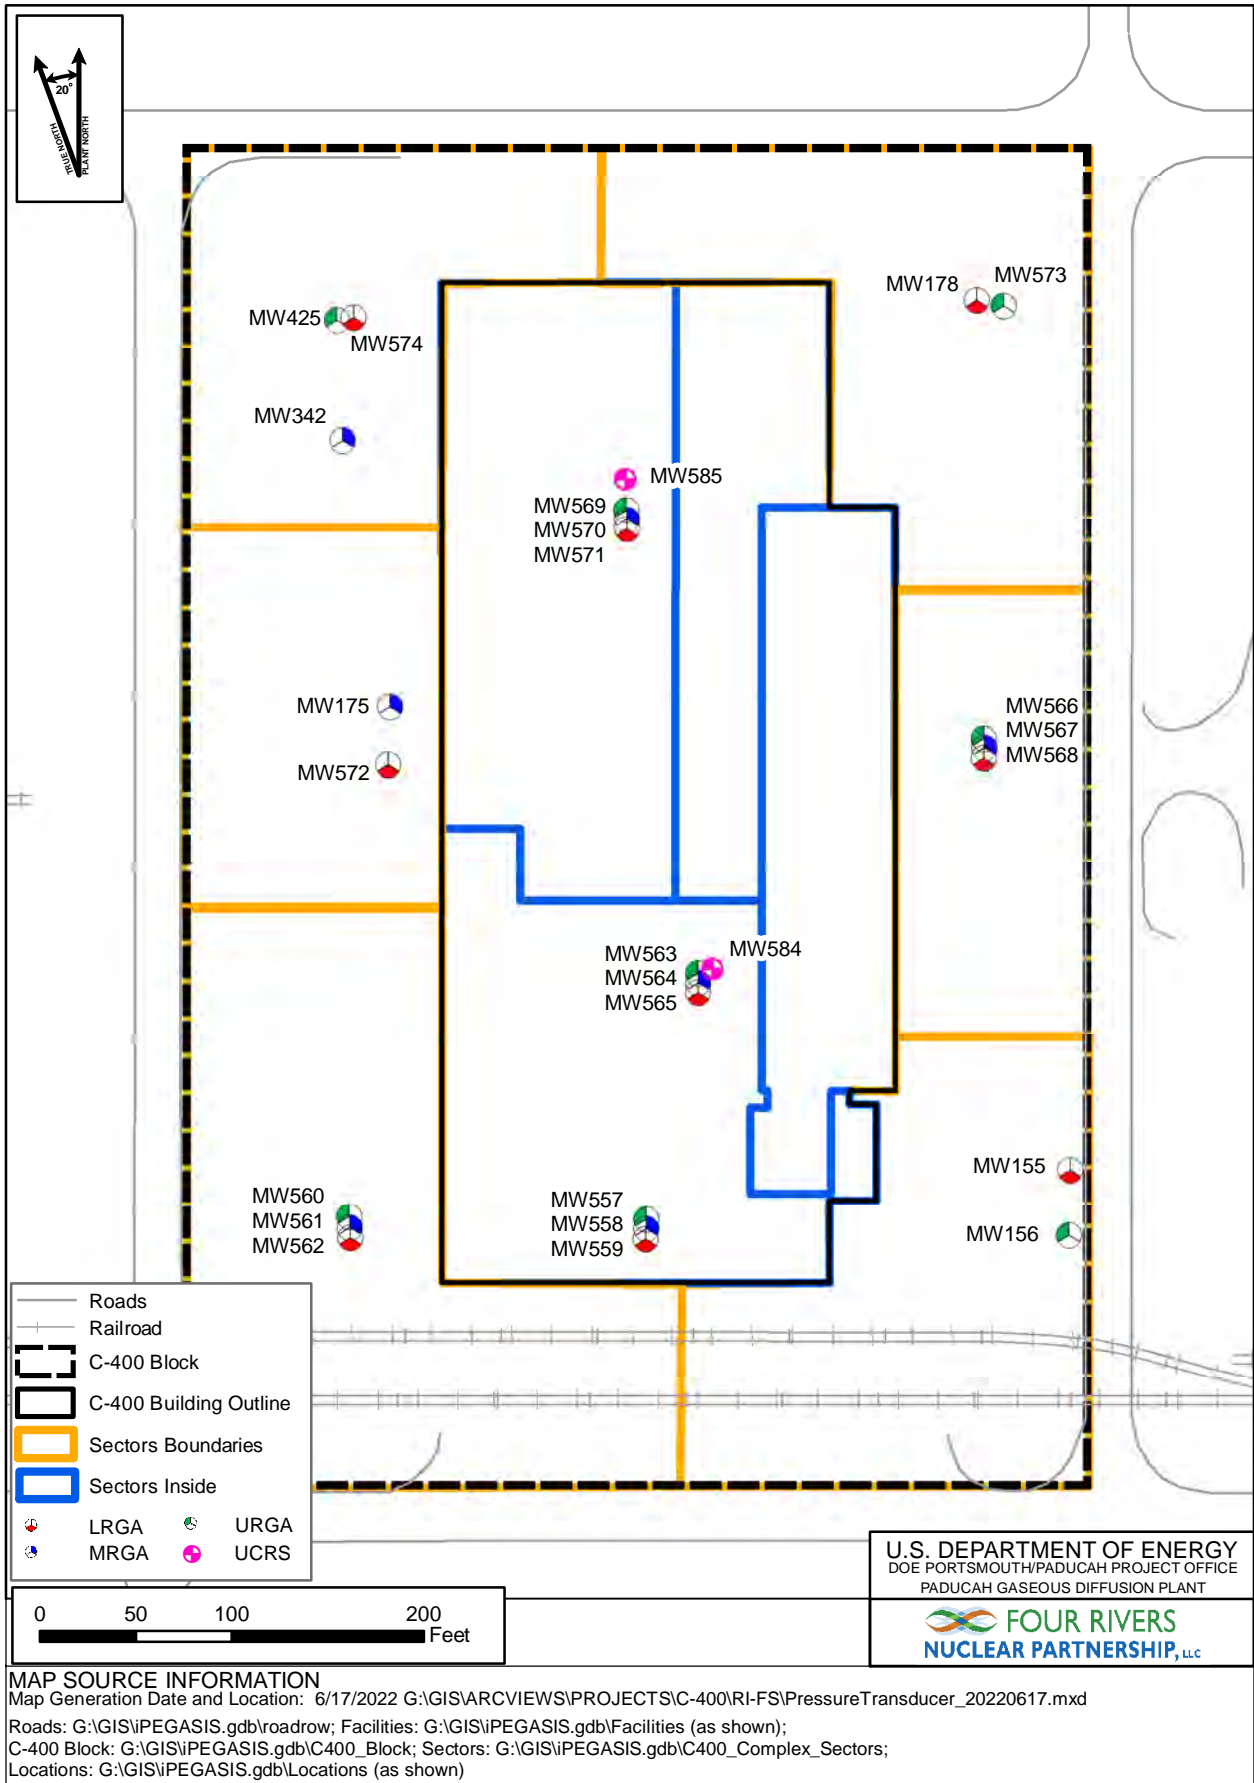 20°
TRUE NORTH
PLANT NORTH
MW178
MW573
MW425
MW574
MW342
MW585
MW569
MW570
MW571
MW175
MW572
MW566
MW567
MW568
MW563
MW584
MW564
MW565
MW155
MW156
MW560
MW561
MW562
MW557
MW558
MW559
Roads
Railroad
C-400 Block
C-400 Building Outline
Sectors Boundaries
Sectors Inside
LRGA URGA
MRGA UCRS
0 50 100 200
Feet
U.S. DEPARTMENT OF ENERGY
DOE PORTSMOUTH/PADUCAH PROJECT OFFICE
PADUCAH GASEOUS DIFFUSION PLANT
FOUR RIVERS
NUCLEAR PARTNERSHIP, LLC
MAP SOURCE INFORMATION
Map Generation Date and Location: 6/17/2022 G:\GIS\ARCVIEWS\PROJECTS\C-400\RI-FS\PressureTransducer_20220617.mxd
Roads: G:\GIS\iPEGASIS.gdb\roadrow; Facilities: G:\GIS\iPEGASIS.gdb\Facilities (as shown);
C-400 Block: G:\GIS\iPEGASIS.gdb\C400_Block; Sectors: G:\GIS\iPEGASIS.gdb\C400_Complex_Sectors;
Locations: G:\GIS\iPEGASIS.gdb\Locations (as shown)